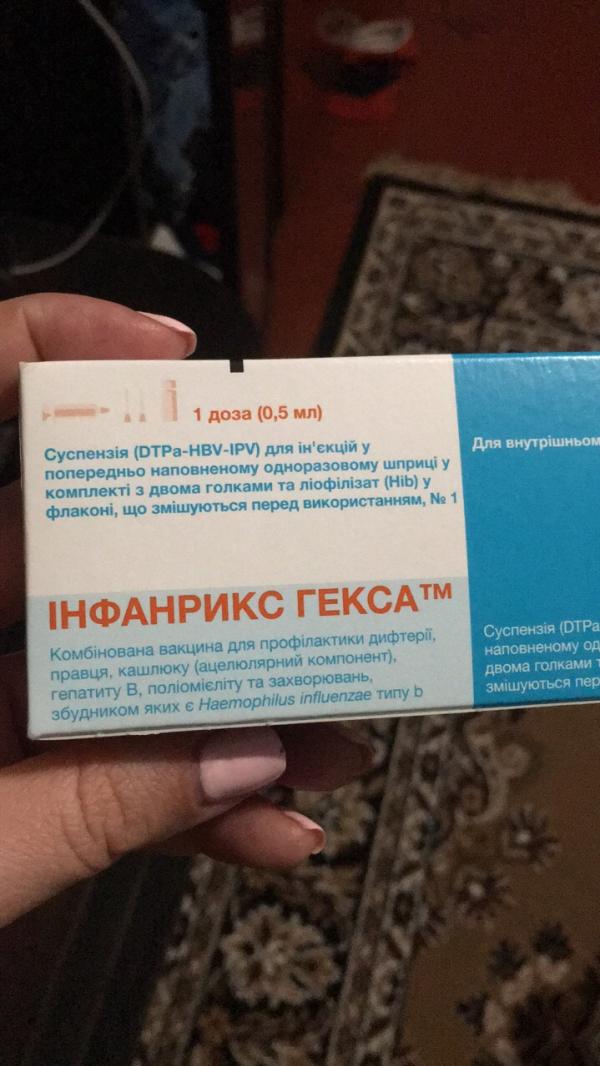 1 доза (0,5 мл)
Суспензія (DTPa-HBV-IPV) для ін'єкцій у
попередньо наповненому одноразовому шприці у
комплекті з двома голками та ліофілізат (Hib) у
флаконі, що змішуються перед використанням, № 1
ІНФАНРИКС ГЕКСА™
Комбінована вакцина для профілактики дифтерії,
правця, кашлюку (ацелюлярний компонент),
гепатиту В, поліомієліту та захворювань,
збудником яких є Haemophilus influenzae типу b
Для внутрішньом
Суспензія (DTPa
наповненому од
двома голками т
змішуються пер